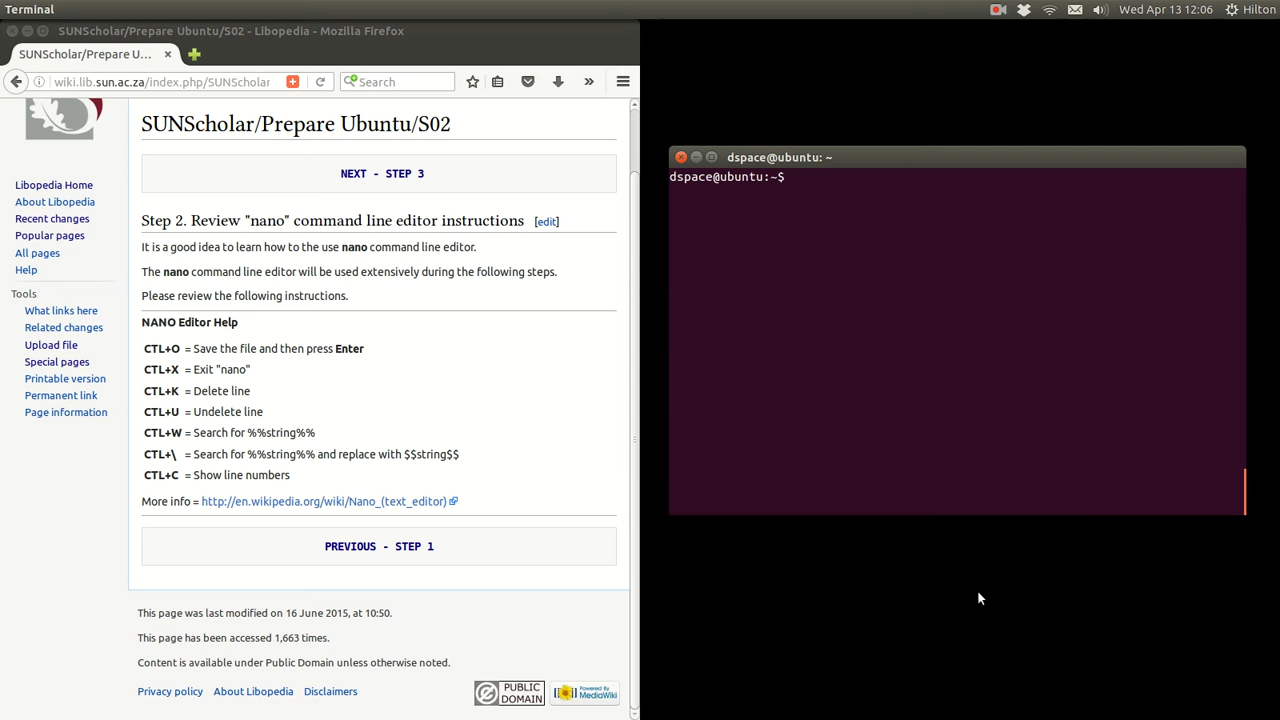 Terminal
Wed Apr 13 12:06 Hilton
SUNScholar/Prepare Ubuntu/S02 - Libopedia - Mozilla Firefox
SUNScholar/Prepare U...
wiki.lib.sun.ac.za/index.php/SUNScholar
Search
Libopedia Home
About Libopedia
Recent changes
Popular pages
All pages
Help
Tools
What links here
Related changes
Upload file
Special pages
Printable version
Permanent link
Page information
SUNScholar/Prepare Ubuntu/S02
NEXT - STEP 3
Step 2. Review "nano" command line editor instructions [edit]
It is a good idea to learn how to the use nano command line editor.
The nano command line editor will be used extensively during the following steps.
Please review the following instructions.
NANO Editor Help
CTL+O = Save the file and then press Enter
CTL+X = Exit "nano"
CTL+K = Delete line
CTL+U = Undelete line
CTL+W = Search for %%string%%
CTL+\ = Search for %%string%% and replace with $$string$$
CTL+C = Show line numbers
More info = http://en.wikipedia.org/wiki/Nano_(text_editor)
PREVIOUS - STEP 1
This page was last modified on 16 June 2015, at 10:50.
This page has been accessed 1,663 times.
Content is available under Public Domain unless otherwise noted.
Privacy policy About Libopedia Disclaimers
PUBLIC DOMAIN
Powered By MediaWiki
dspace@ubuntu: ~
dspace@ubuntu:~$